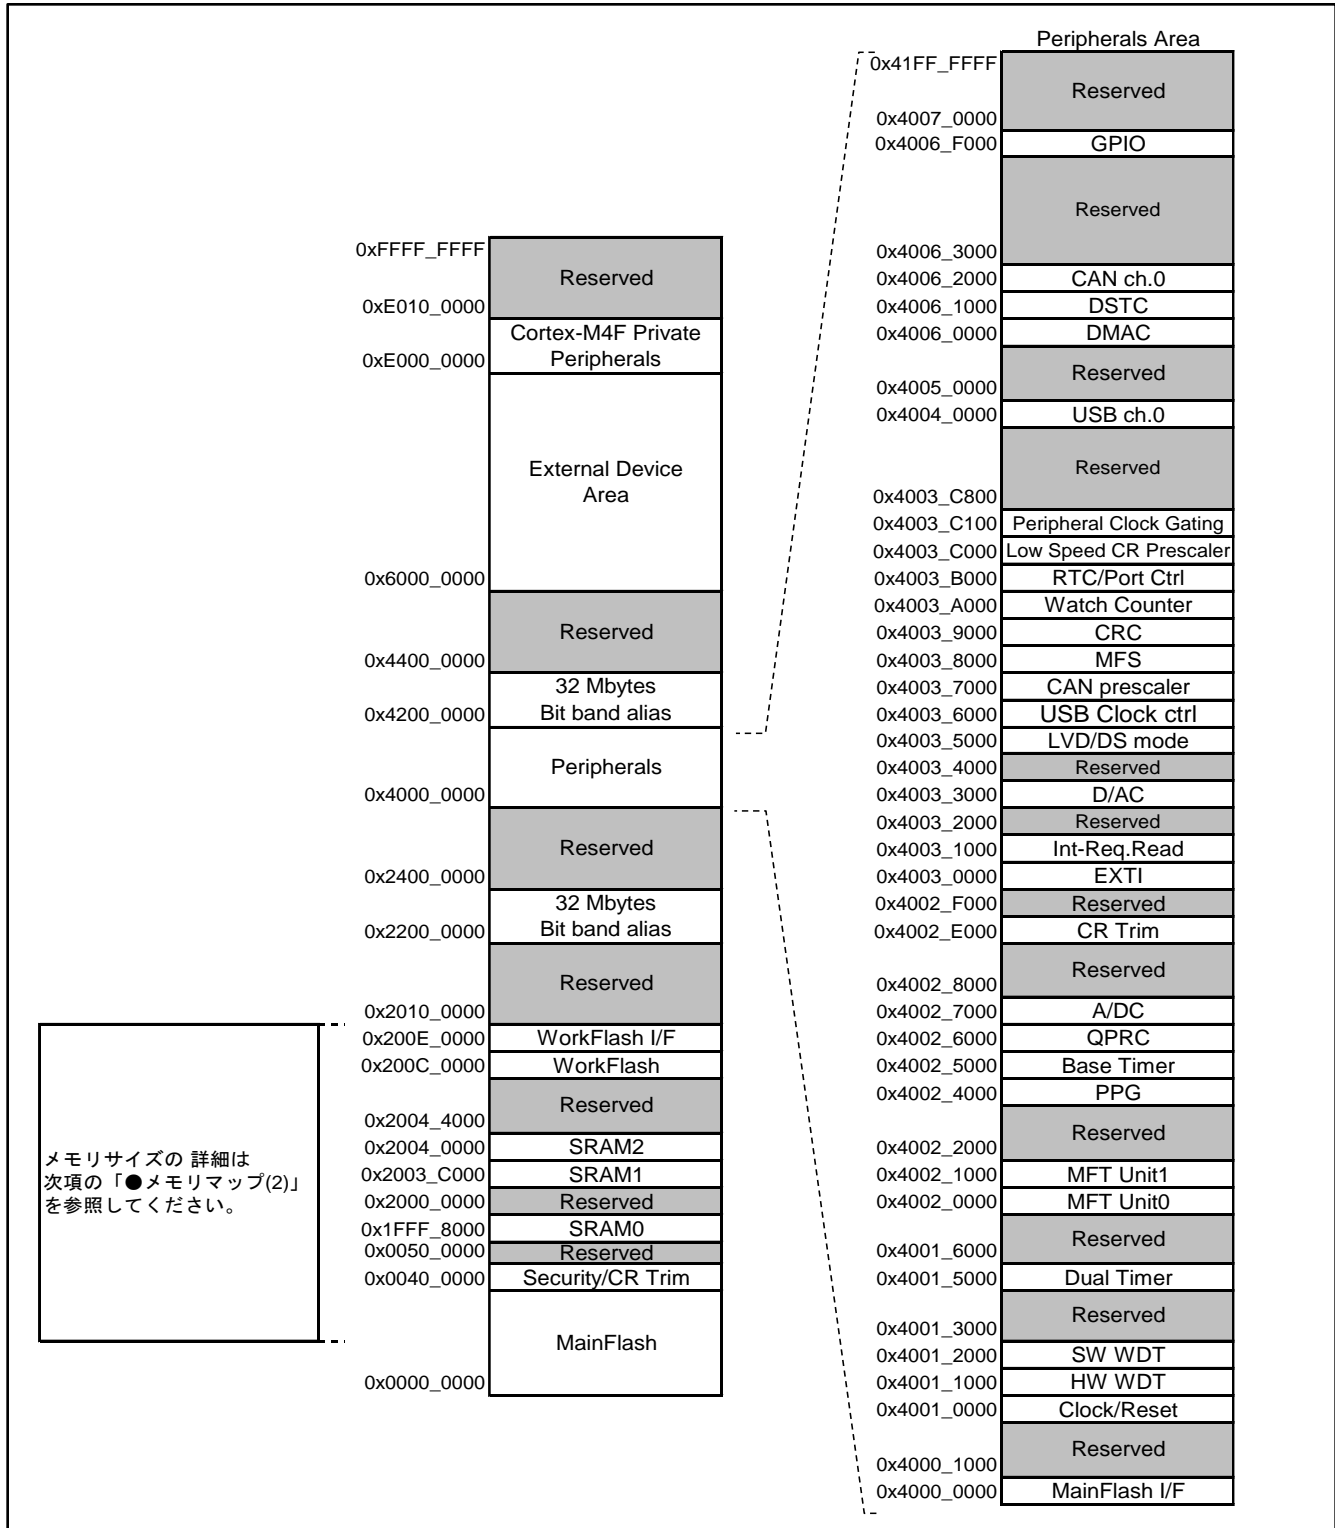 0xFFFF_FFFF
Reserved
0xE010_0000
Cortex-M4F Private
Peripherals
0xE000_0000
External Device
Area
0x6000_0000
Reserved
0x4400_0000
32 Mbytes
Bit band alias
0x4200_0000
Peripherals
0x4000_0000
Reserved
0x2400_0000
32 Mbytes
Bit band alias
0x2200_0000
Reserved
0x2010_0000
0x200E_0000 WorkFlash I/F
0x200C_0000 WorkFlash
Reserved
0x2004_4000
0x2004_0000 SRAM2
0x2003_C000 SRAM1
0x2000_0000 Reserved
0x1FFF_8000 SRAM0
0x0050_0000 Reserved
0x0040_0000 Security/CR Trim
MainFlash
0x0000_0000
メモリサイズの 詳細は
次項の「●メモリマップ(2)」
を参照してください。
Peripherals Area
0x41FF_FFFF
Reserved
0x4007_0000
0x4006_F000 GPIO
Reserved
0x4006_3000
0x4006_2000 CAN ch.0
0x4006_1000 DSTC
0x4006_0000 DMAC
Reserved
0x4005_0000
0x4004_0000 USB ch.0
Reserved
0x4003_C800
0x4003_C100 Peripheral Clock Gating
0x4003_C000 Low Speed CR Prescaler
0x4003_B000 RTC/Port Ctrl
0x4003_A000 Watch Counter
0x4003_9000 CRC
0x4003_8000 MFS
0x4003_7000 CAN prescaler
0x4003_6000 USB Clock ctrl
0x4003_5000 LVD/DS mode
0x4003_4000 Reserved
0x4003_3000 D/AC
0x4003_2000 Reserved
0x4003_1000 Int-Req.Read
0x4003_0000 EXTI
0x4002_F000 Reserved
0x4002_E000 CR Trim
Reserved
0x4002_8000
0x4002_7000 A/DC
0x4002_6000 QPRC
0x4002_5000 Base Timer
0x4002_4000 PPG
Reserved
0x4002_2000
0x4002_1000 MFT Unit1
0x4002_0000 MFT Unit0
Reserved
0x4001_6000
0x4001_5000 Dual Timer
Reserved
0x4001_3000
0x4001_2000 SW WDT
0x4001_1000 HW WDT
0x4001_0000 Clock/Reset
Reserved
0x4000_1000
0x4000_0000 MainFlash I/F